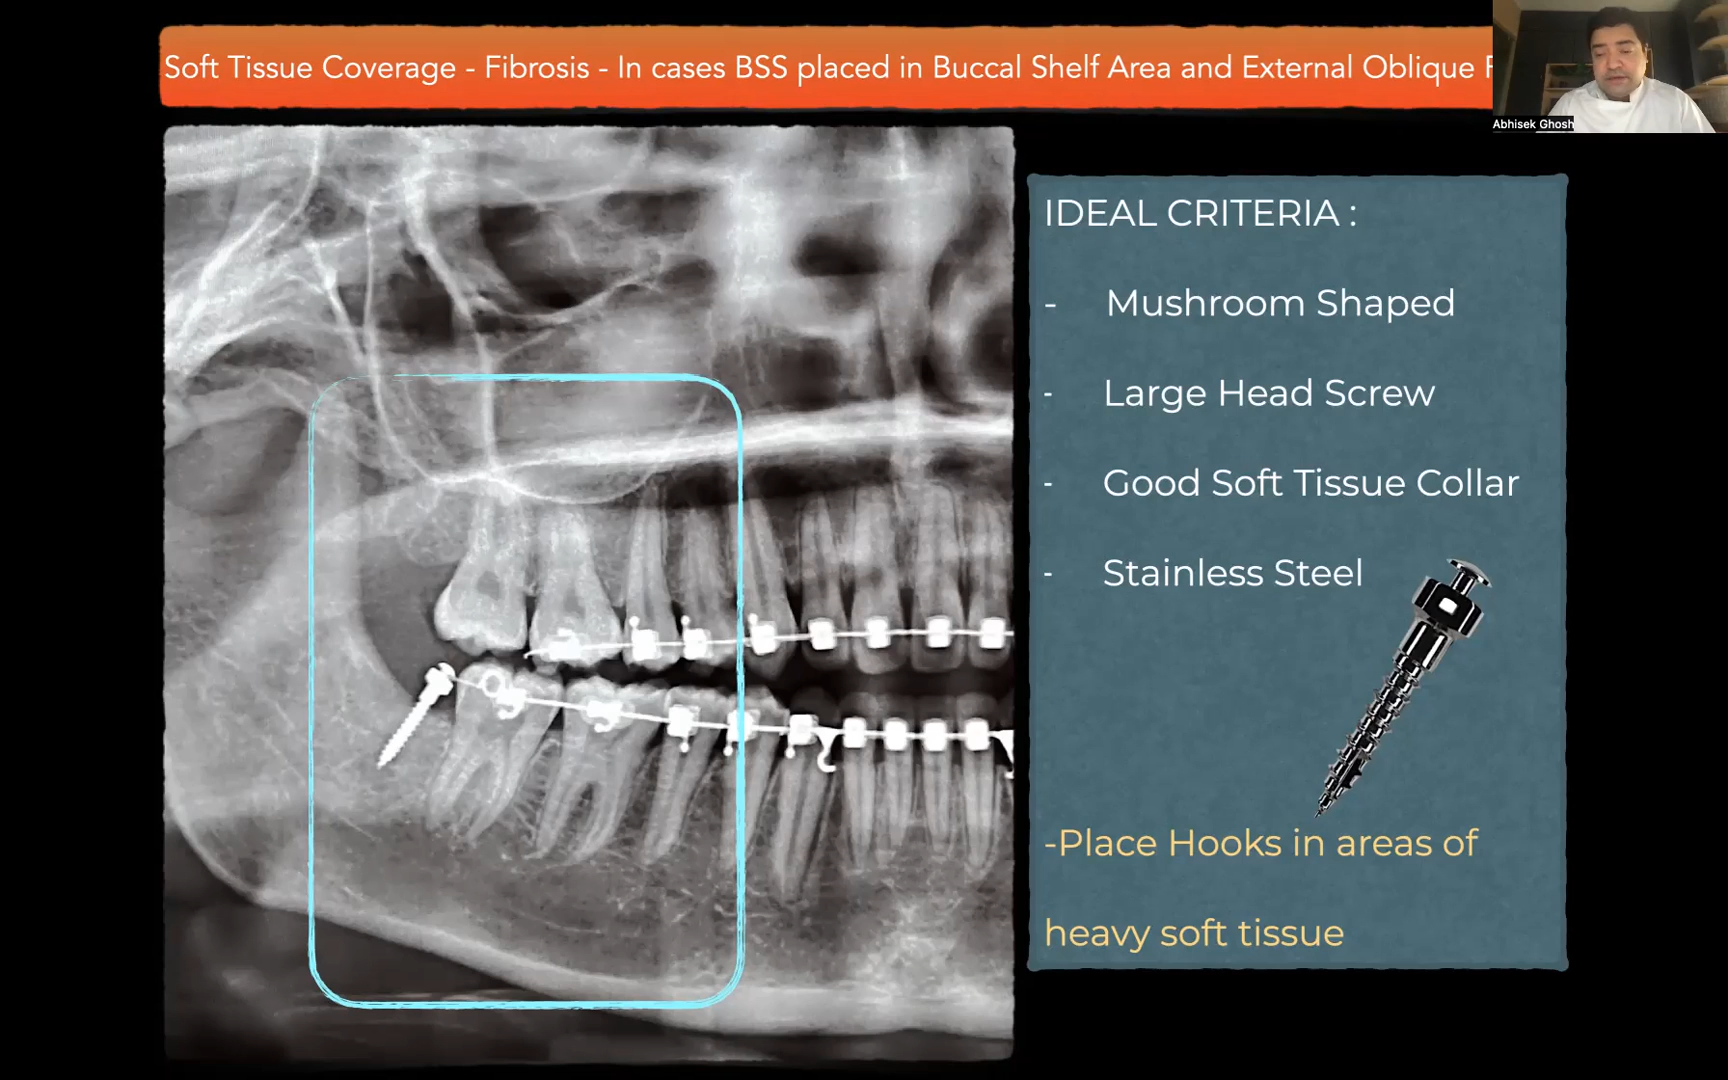 Soft Tissue Coverage - Fibrosis - In cases BSS placed in Buccal Shelf Area and External Oblique
Abhisek Ghosh
IDEAL CRITERIA :
- Mushroom Shaped
- Large Head Screw
- Good Soft Tissue Collar
- Stainless Steel
-Place Hooks in areas of
heavy soft tissue